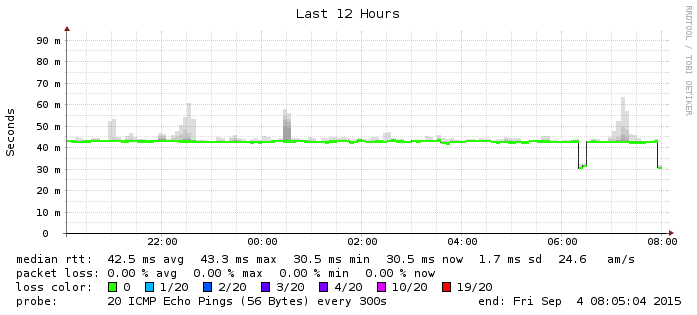 Last 12 Hours
RRDTOOL / TOBI OETIKER
Seconds
90 m
80 m
70 m
60 m
50 m
40 m
30 m
20 m
10 m
0
22:00 00:00 02:00 04:00 06:00 08:00
median rtt: 42.5 ms avg 43.3 ms max 30.5 ms min 30.5 ms now 1.7 ms sd 24.6 am/s
packet loss: 0.00 % avg 0.00 % max 0.00 % min 0.00 % now
loss color: 0 1/20 2/20 3/20 4/20 10/20 19/20
probe: 20 ICMP Echo Pings (56 Bytes) every 300s end: Fri Sep 4 08:05:04 2015